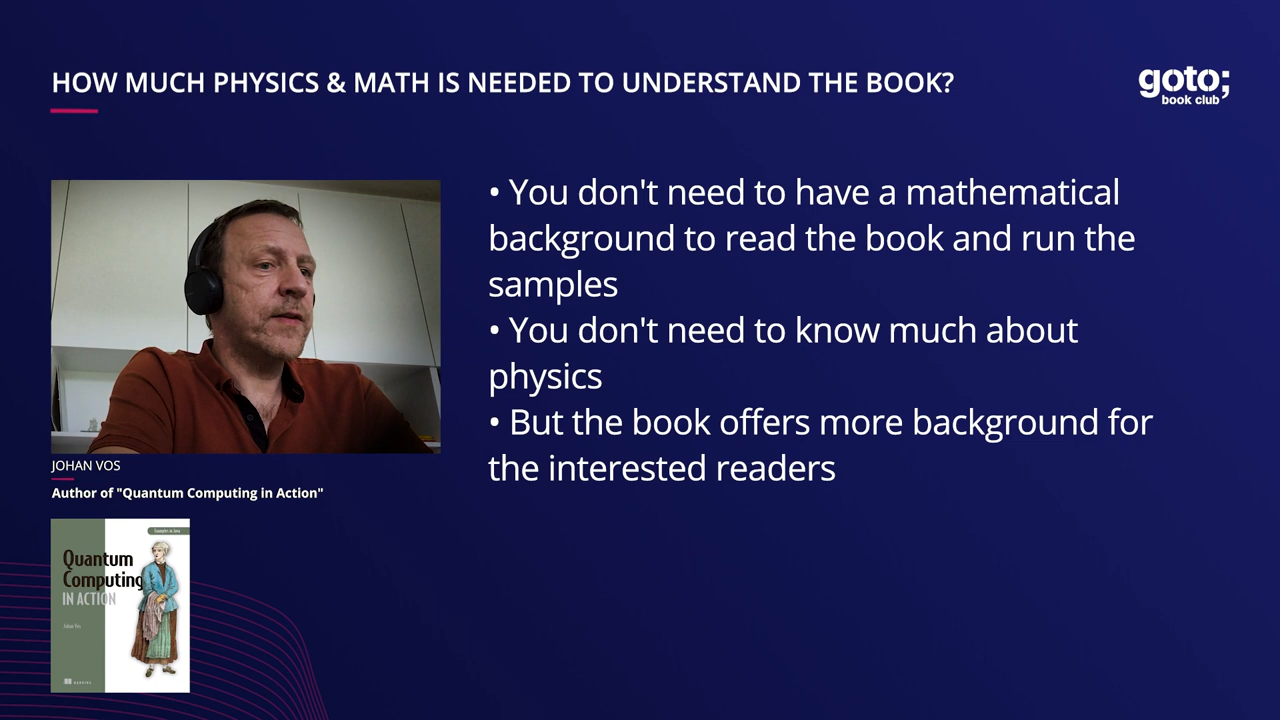 HOW MUCH PHYSICS & MATH IS NEEDED TO UNDERSTAND THE BOOK?
goto;
book club
• You don't need to have a mathematical
background to read the book and run the
samples
• You don't need to know much about
physics
• But the book offers more background for
the interested readers
JOHAN VOS
Author of "Quantum Computing in Action"
Examples in Java
Quantum
Computing
IN ACTION
Johan Vos
MANNING